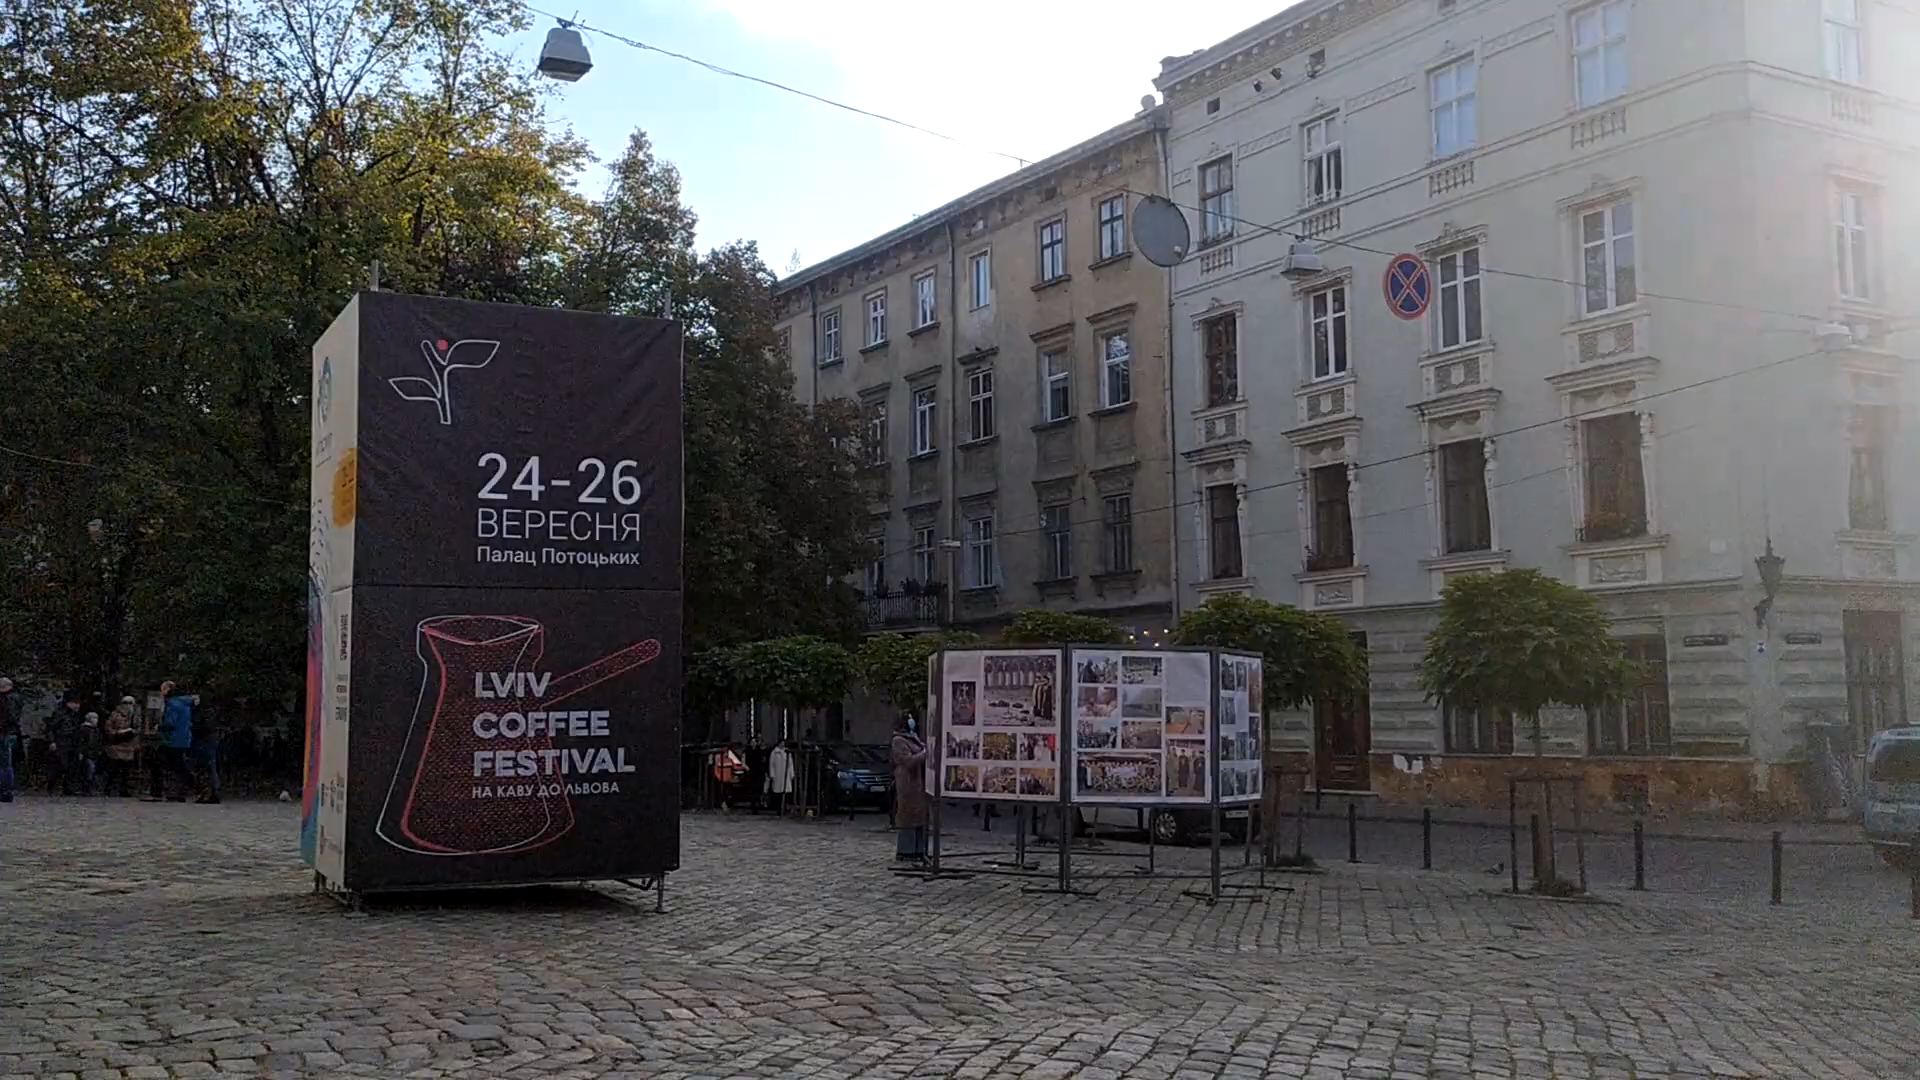 24-26
ВЕРЕСНЯ
Палац Потоцьких
LVIV
COFFEE
FESTIVAL
НА КАВУ ДО ЛЬВОВА